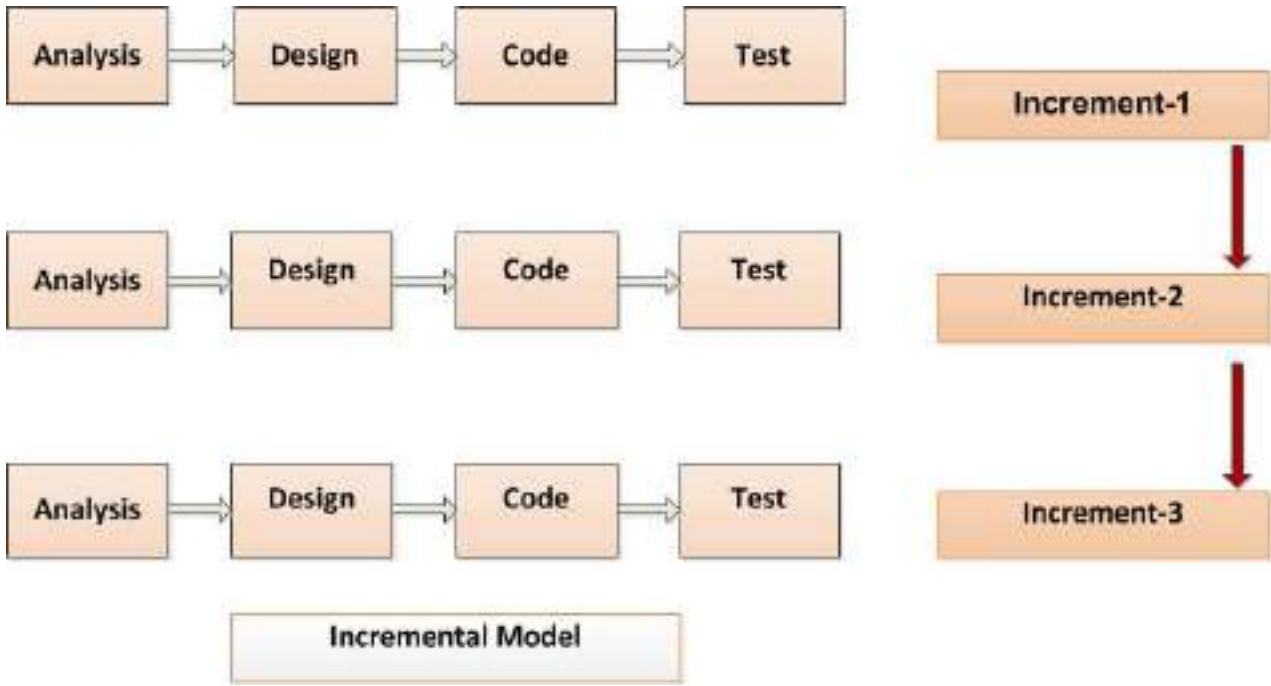 Analysis
Design
Code
Test
Increment-1
Analysis
Design
Code
Test
Increment-2
Analysis
Design
Code
Test
Increment-3
Incremental Model